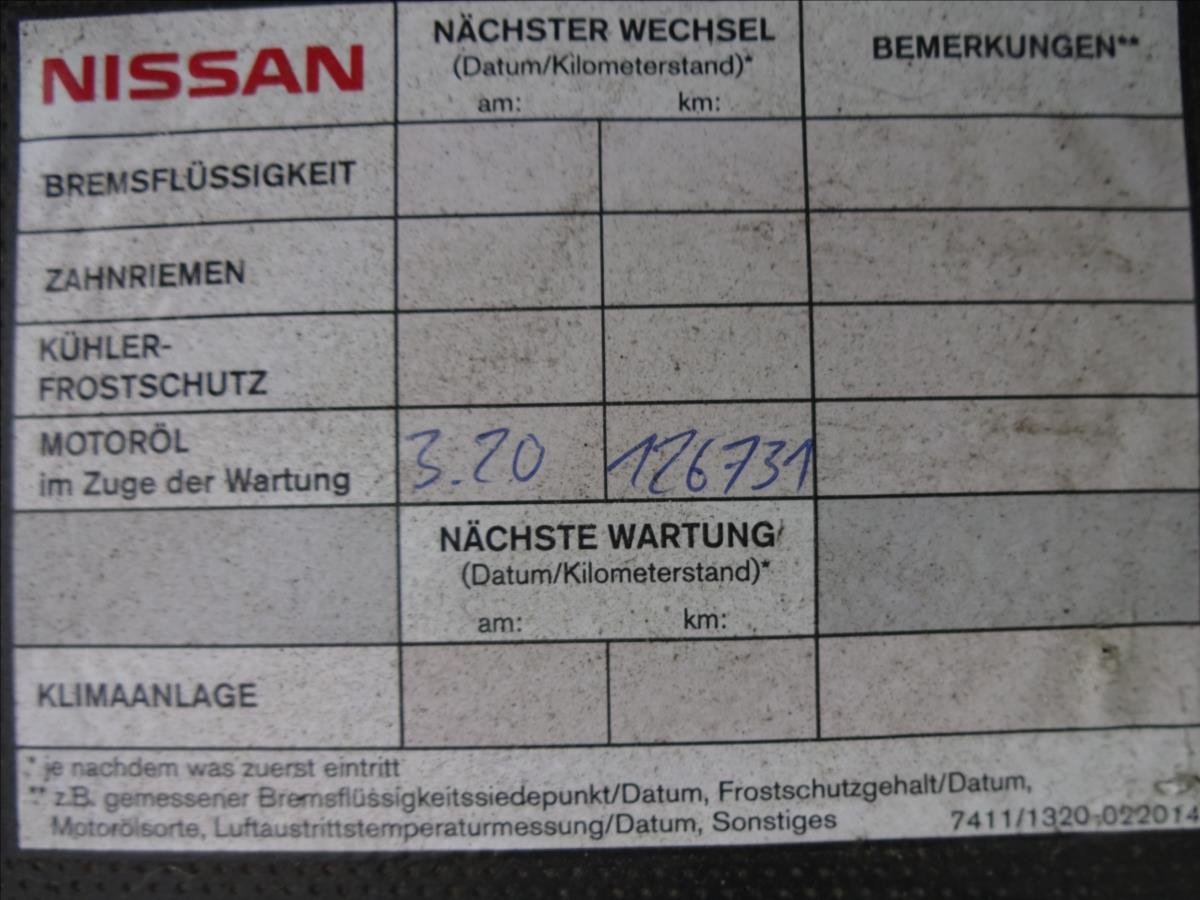 NISSAN
NÄCHSTER WECHSEL
(Datum/Kilometerstand)*
am: km:
BEMERKUNGEN**
BREMSFLÜSSIGKEIT
ZAHNRIEMEN
KÜHLER-
FROSTSCHUTZ
MOTORÖL
im Zuge der Wartung
3.20 126731
NÄCHSTE WARTUNG
(Datum/Kilometerstand)*
am: km:
KLIMAANLAGE
* je nachdem was zuerst eintritt
** z.B. gemessener Bremsflüssigkeitssiedepunkt/Datum, Frostschutzgehalt/Datum,
Motorölsorte, Luftaustrittstemperaturmessung/Datum, Sonstiges
7411/1320-022014